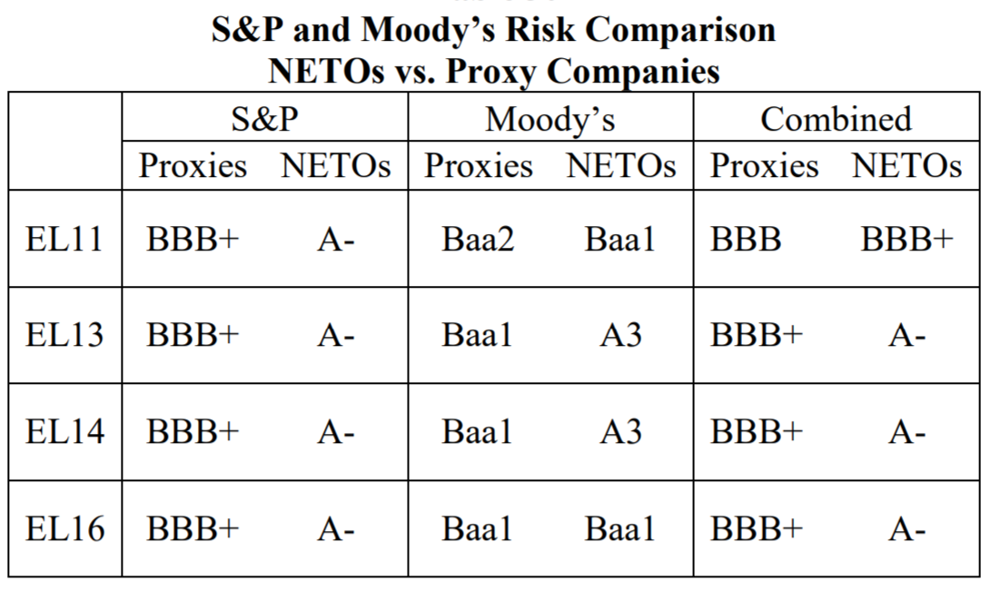 S&P and Moody’s Risk Comparison
NETOs vs. Proxy Companies
S&P Moody’s Combined
Proxies NETOs Proxies NETOs Proxies NETOs
EL11 BBB+ A- Baa2 Baa1 BBB BBB+
EL13 BBB+ A- Baa1 A3 BBB+ A-
EL14 BBB+ A- Baa1 A3 BBB+ A-
EL16 BBB+ A- Baa1 Baa1 BBB+ A-